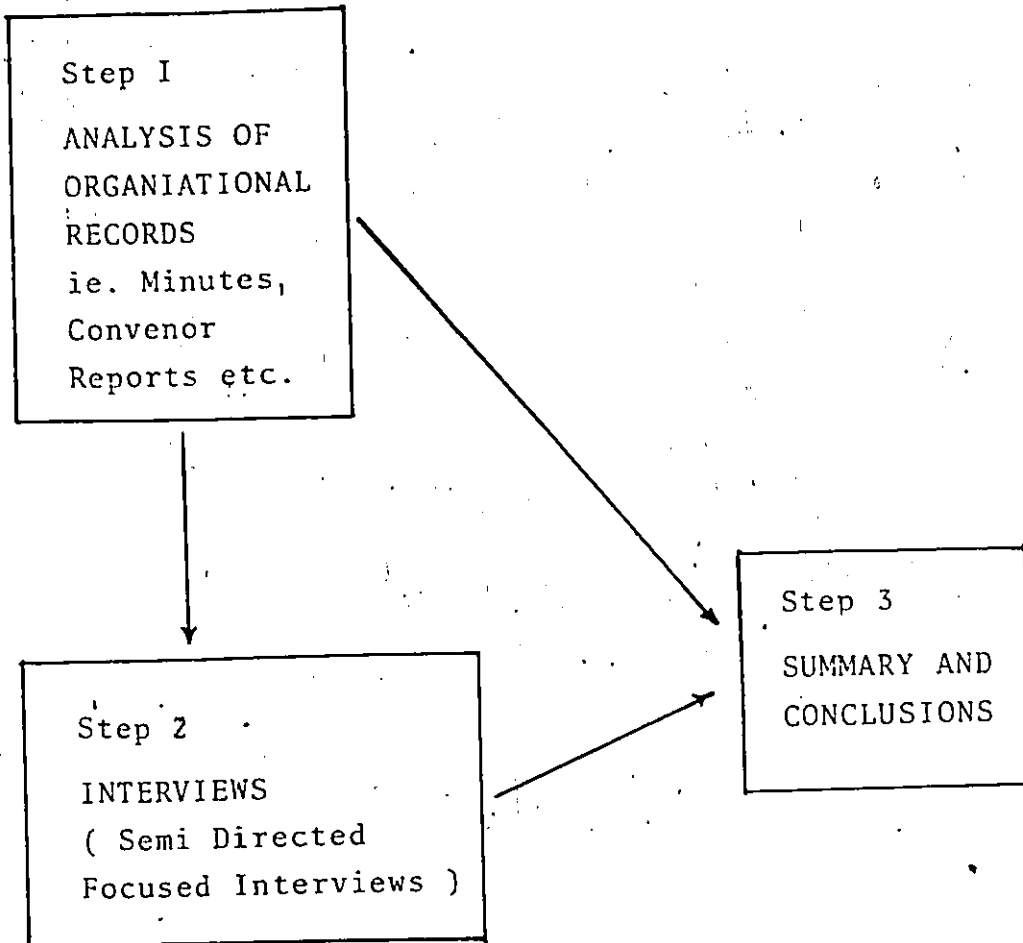 Step I
ANALYSIS OF
ORGANIATIONAL
RECORDS
ie. Minutes,
Convenor
Reports etc.
Step 2
INTERVIEWS
( Semi Directed
Focused Interviews )
Step 3
SUMMARY AND
CONCLUSIONS